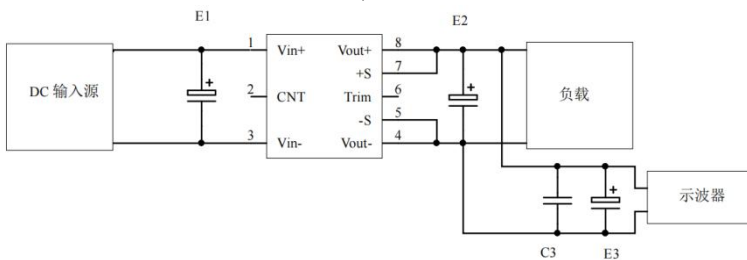 E1
E2
DC 输入源
负载
示波器
1 Vin+ Vout+ 8
+S 7
2 CNT Trim 6
-S 5
3 Vin- Vout- 4
+
+
+
C3
E3